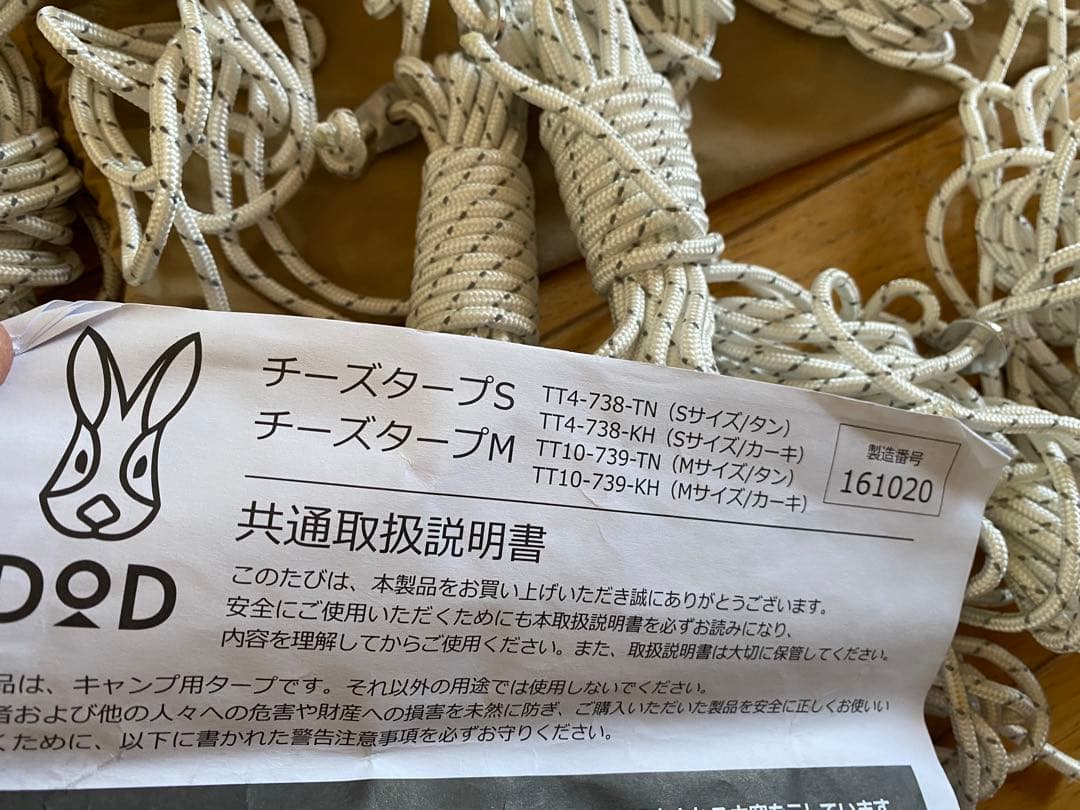 チーズタープS
チーズタープM
TT4-738-TN（Sサイズ/タン）
TT4-738-KH（Sサイズ/カーキ）
TT10-739-TN（Mサイズ/タン）
TT10-739-KH（Mサイズ/カーキ）
製造番号
161020
共通取扱説明書
DOD
このたびは、本製品をお買い上げいただき誠にありがとうございます。
安全にご使用いただくためにも本取扱説明書を必ずお読みになり、
内容を理解してからご使用ください。また、取扱説明書は大切に保管してください。
品は、キャンプ用タープです。それ以外の用途では使用しないでください。
者および他の人々への危害や財産への損害を未然に防ぎ、ご購入いただいた製品を安全に正しくお使いい
くために、以下に書かれた警告注意事項を必ずお守りください。